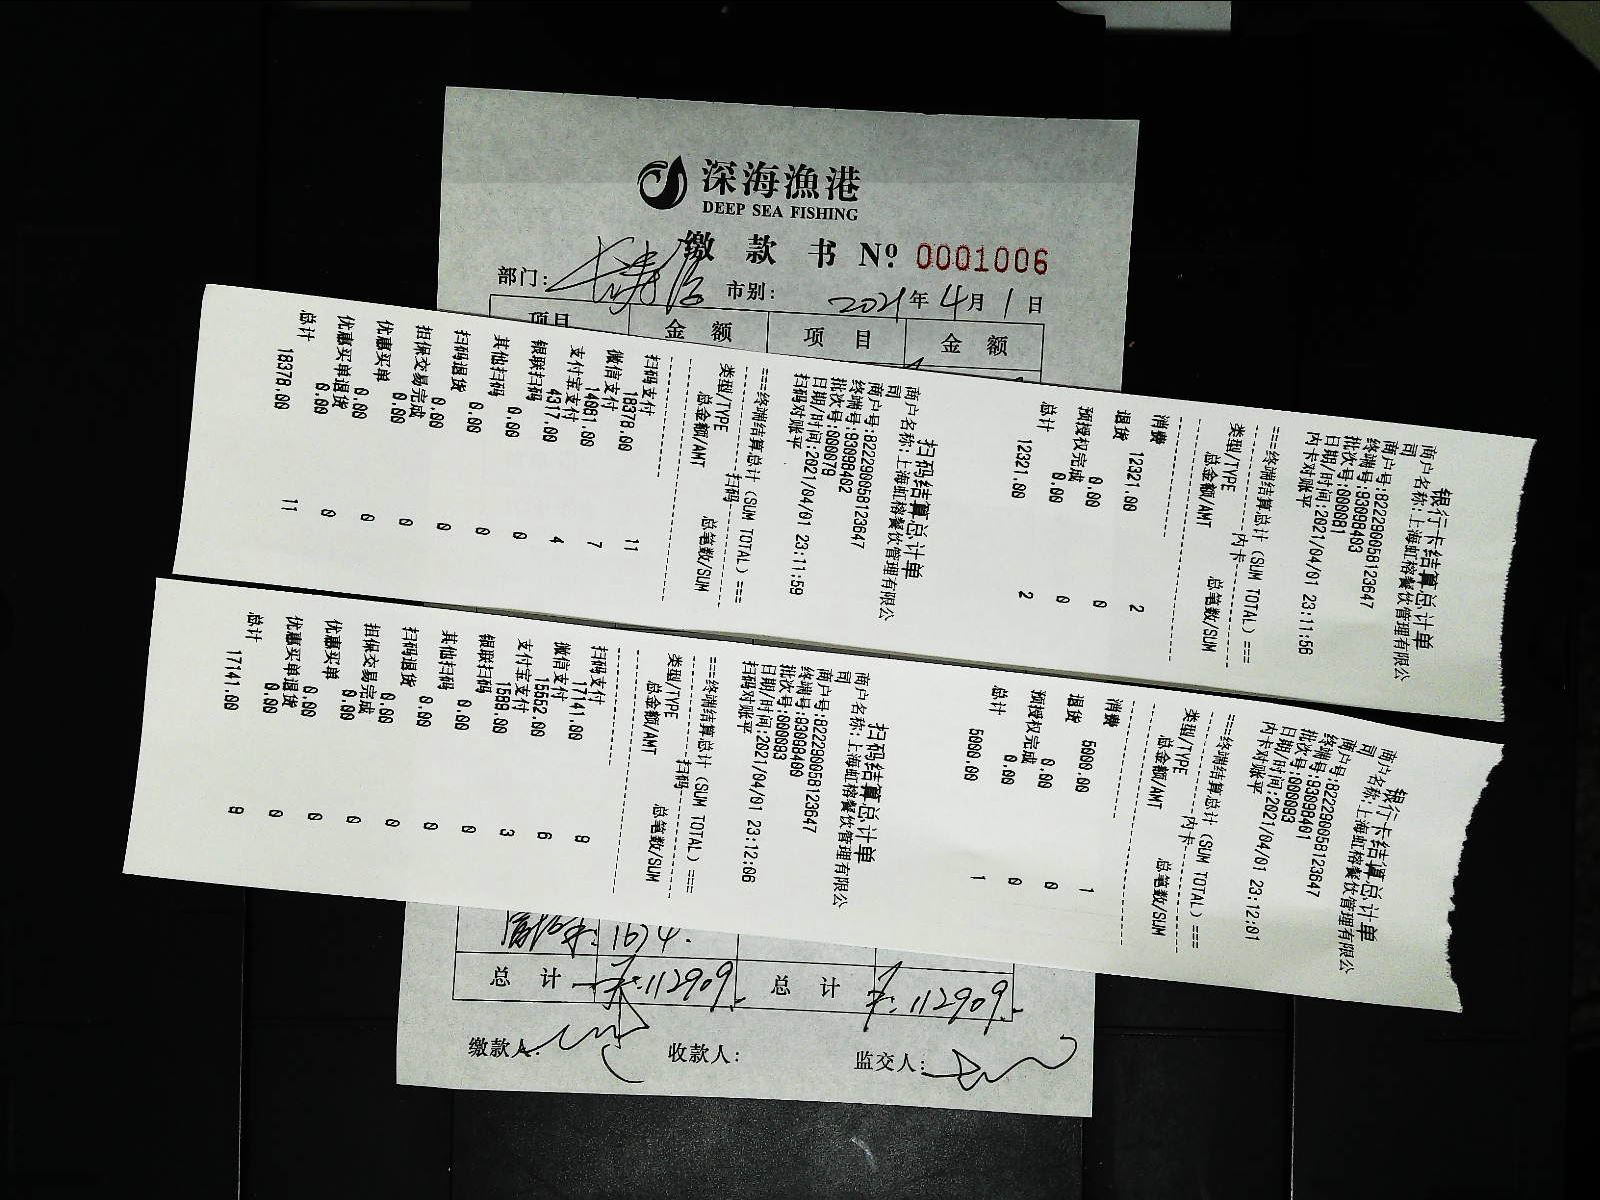 深海漁港
DEEP SEA FISHING
缴款书 Nº 0001006
部门: 长寿店 市别: 2021年4月1日
项目 金额 项目 金额
银行卡结算总计单
商户名称:上海虹榕餐饮管理有限公
司
商户号:822290058123647
终端号:93098403
批次号:000081
日期/时间:2021/04/01 23:11:56
内卡对账平
===终端结算总计(SUM TOTAL)===
内卡
类型/TYPE
总金额/AMT 总笔数/SUM
消费
12321.00 2
退货
0.00 0
预授权完成
0.00 0
总计
12321.00 2
扫码结算总计单
商户名称:上海虹榕餐饮管理有限公
司
商户号:822290058123647
终端号:93098402
批次号:000079
日期/时间:2021/04/01 23:11:59
扫码对账平
===终端结算总计(SUM TOTAL)===
扫码
类型/TYPE
总金额/AMT 总笔数/SUM
扫码支付
18378.00 11
微信支付
14081.00 7
支付宝支付
4317.00 4
银联扫码
0.00 0
其他扫码
0.00 0
扫码退货
0.00 0
担保交易完成
0.00 0
优惠买单
0.00 0
优惠买单退货
0.00 0
总计
18378.00 11
银行卡结算总计单
商户名称:上海虹榕餐饮管理有限公
司
商户号:822290058123647
终端号:93098401
批次号:000083
日期/时间:2021/04/01 23:12:01
内卡对账平
===终端结算总计(SUM TOTAL)===
内卡
类型/TYPE
总金额/AMT 总笔数/SUM
消费
5000.00 1
退货
0.00 0
预授权完成
0.00 0
总计
5000.00 1
扫码结算总计单
商户名称:上海虹榕餐饮管理有限公
司
商户号:822290058123647
终端号:93098400
批次号:000083
日期/时间:2021/04/01 23:12:06
扫码对账平
===终端结算总计(SUM TOTAL)===
扫码
类型/TYPE
总金额/AMT 总笔数/SUM
扫码支付
17141.00 9
微信支付
15552.00 6
支付宝支付
1589.00 3
银联扫码
0.00 0
其他扫码
0.00 0
扫码退货
0.00 0
担保交易完成
0.00 0
优惠买单
0.00 0
优惠买单退货
0.00 0
总计
17141.00 9
1674.
总计 112909.- 总计 112909.-
缴款人: 收款人: 监交人: